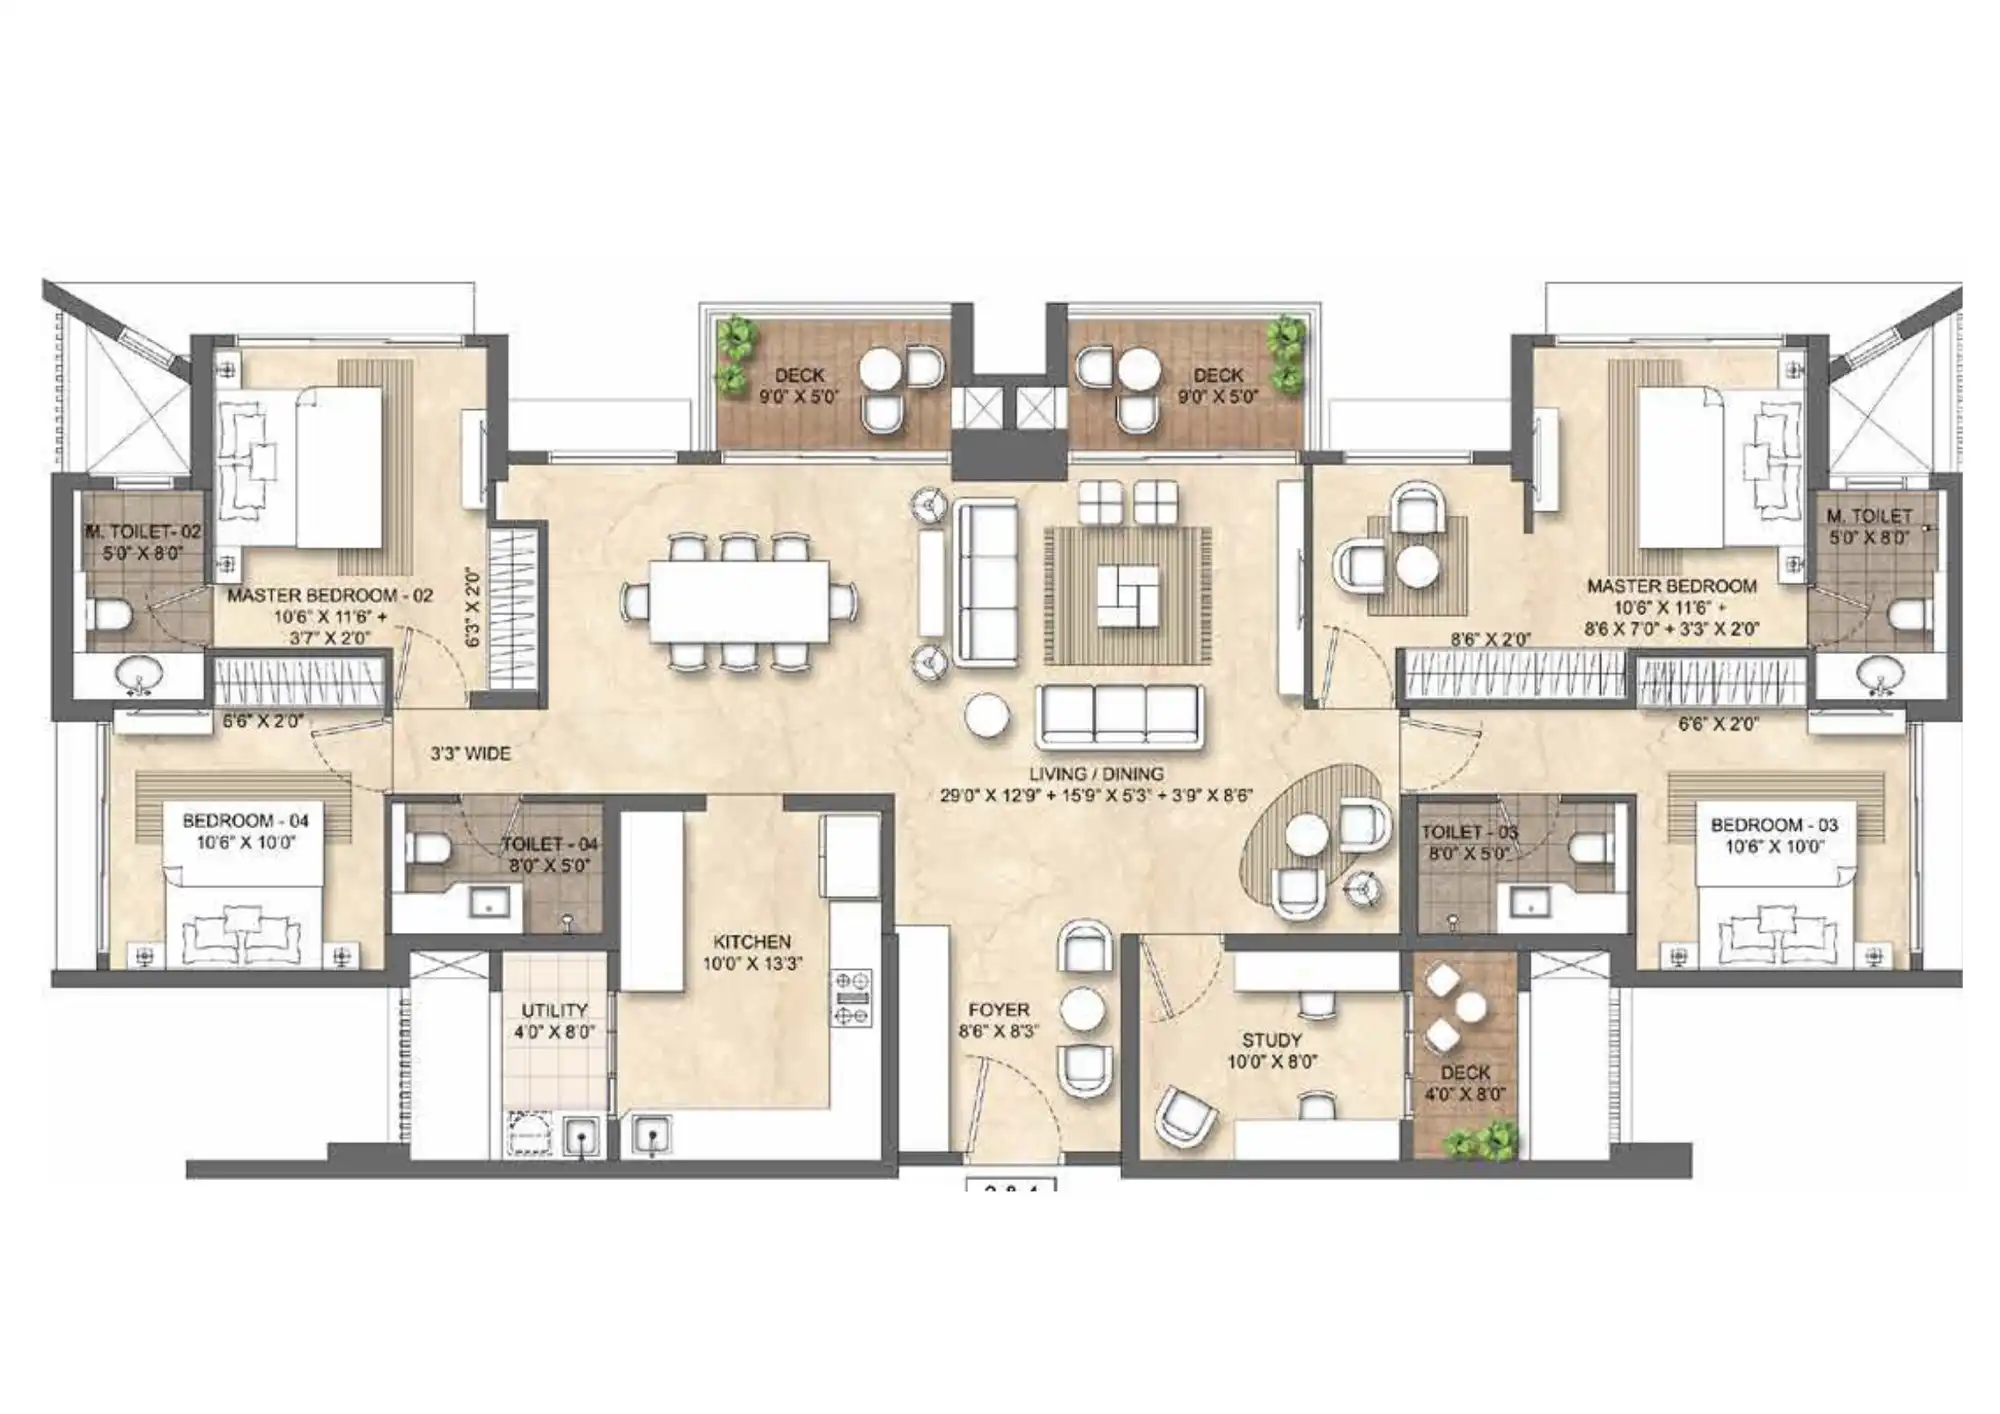 DECK
9'0" X 5'0"
DECK
9'0" X 5'0"
M. TOILET- 02
5'0" X 8'0"
MASTER BEDROOM - 02
10'6" X 11'6" +
3'7" X 2'0"
6'3" X 2'0"
M. TOILET
5'0" X 8'0"
MASTER BEDROOM
10'6" X 11'6" +
8'6 X 7'0" + 3'3" X 2'0"
8'6" X 2'0"
6'6" X 2'0"
6'6" X 2'0"
3'3" WIDE
LIVING / DINING
29'0" X 12'9" + 15'9" X 5'3" + 3'9" X 8'6"
BEDROOM - 04
10'6" X 10'0"
TOILET - 04
8'0" X 5'0"
TOILET - 03
8'0" X 5'0"
BEDROOM - 03
10'6" X 10'0"
KITCHEN
10'0" X 13'3"
UTILITY
4'0" X 8'0"
FOYER
8'6" X 8'3"
STUDY
10'0" X 8'0"
DECK
4'0" X 8'0"